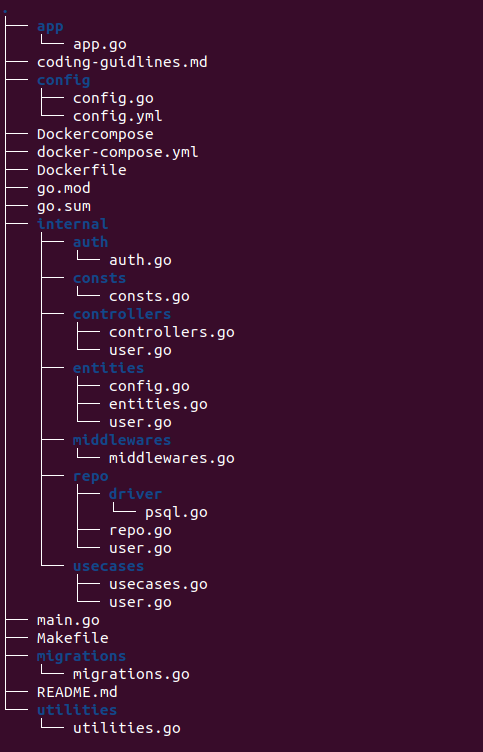 .
├── app
│   └── app.go
├── coding-guidlines.md
├── config
│   ├── config.go
│   └── config.yml
├── Dockercompose
├── docker-compose.yml
├── Dockerfile
├── go.mod
├── go.sum
├── internal
│   ├── auth
│   │   └── auth.go
│   ├── consts
│   │   └── consts.go
│   ├── controllers
│   │   ├── controllers.go
│   │   └── user.go
│   ├── entities
│   │   ├── config.go
│   │   ├── entities.go
│   │   └── user.go
│   ├── middlewares
│   │   └── middlewares.go
│   ├── repo
│   │   ├── driver
│   │   │   └── psql.go
│   │   ├── repo.go
│   │   └── user.go
│   └── usecases
│       ├── usecases.go
│       └── user.go
├── main.go
├── Makefile
├── migrations
│   └── migrations.go
├── README.md
└── utilities
    └── utilities.go